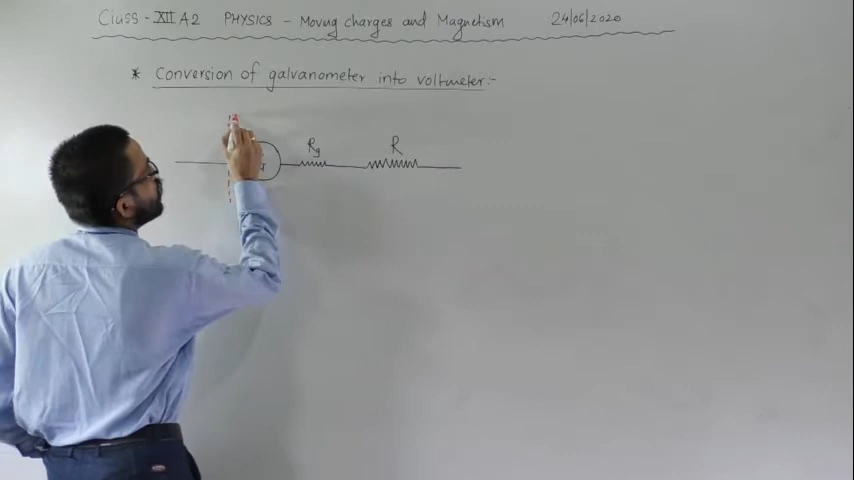 Class - XII A2 PHYSICS - Moving charges and Magnetism 24/06/2020
* Conversion of galvanometer into voltmeter:-
Rg R